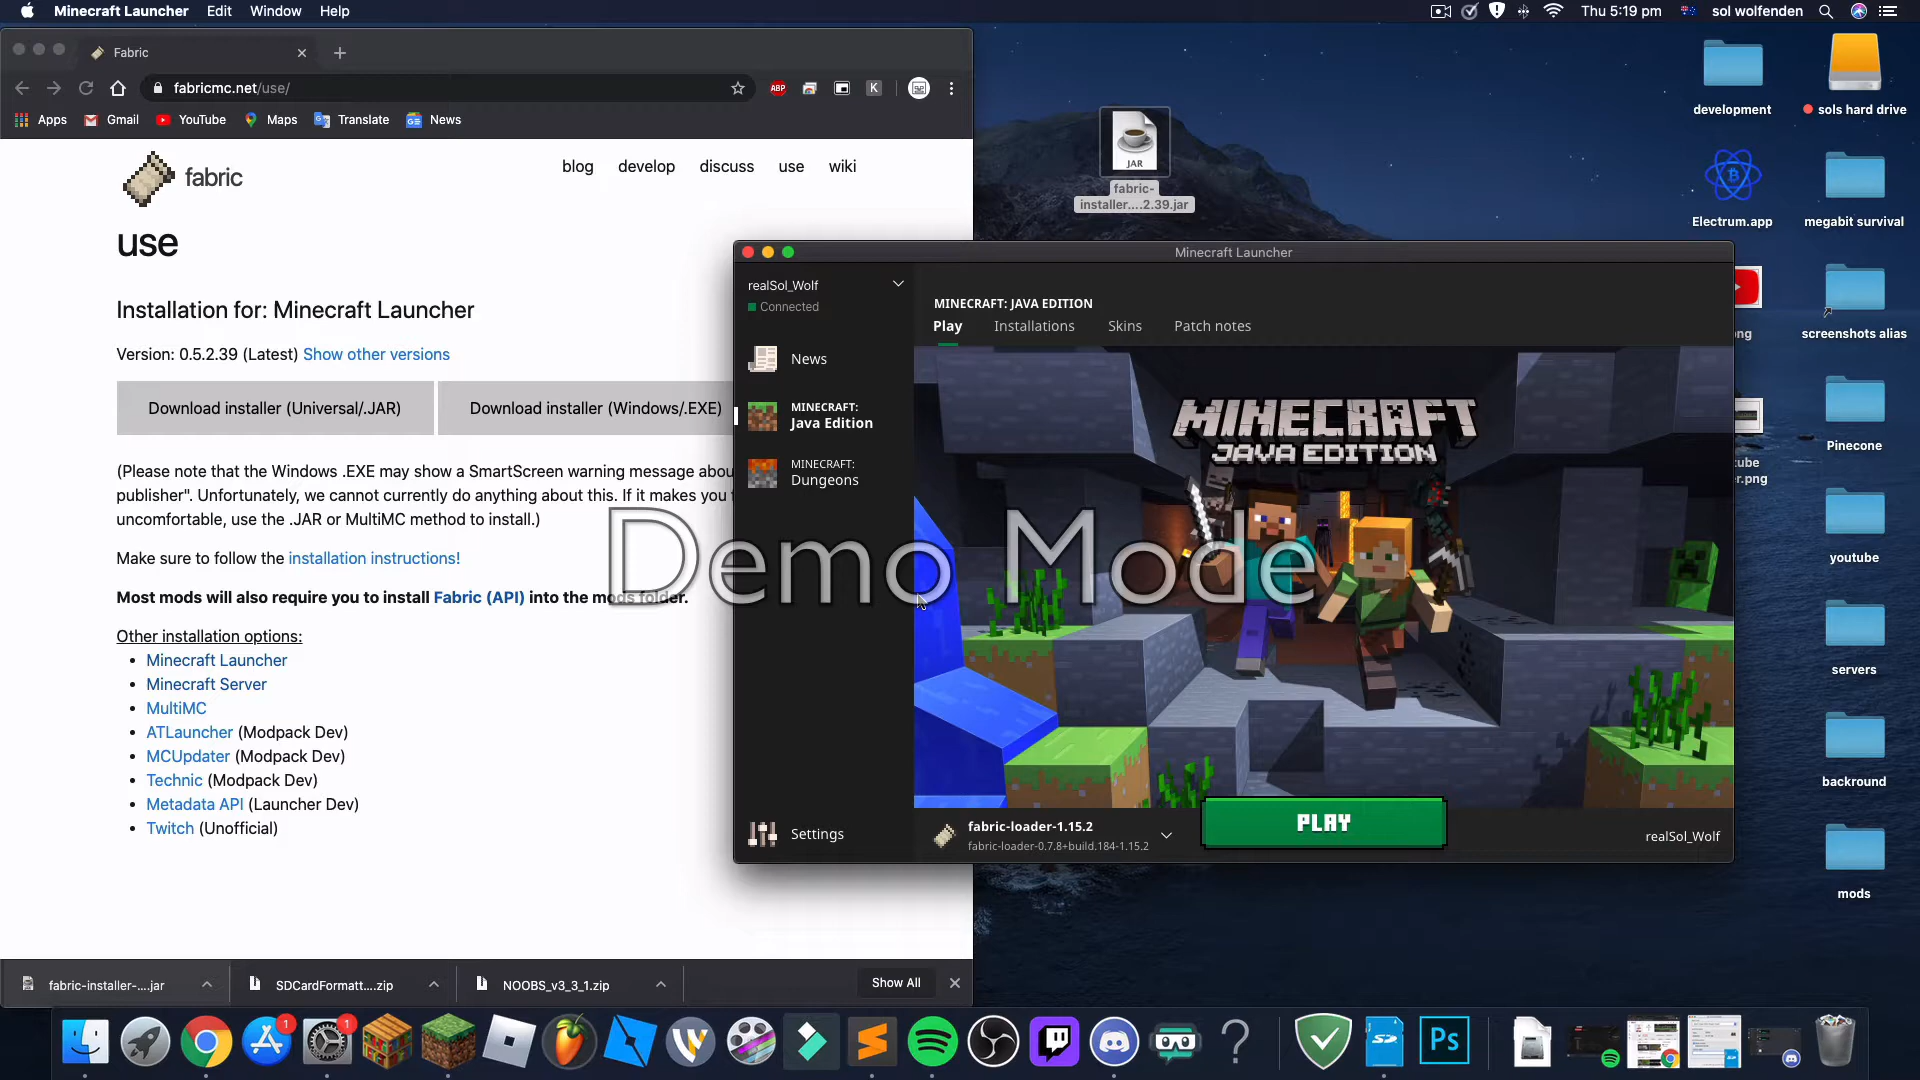 Minecraft Launcher Edit Window Help
Thu 5:19 pm sol wolfenden
Fabric
fabricmc.net/use/
ABP
K
Apps Gmail YouTube Maps Translate News
fabric
blog develop discuss use wiki
use
Installation for: Minecraft Launcher
Version: 0.5.2.39 (Latest) Show other versions
Download installer (Universal/.JAR) Download installer (Windows/.EXE)
(Please note that the Windows .EXE may show a SmartScreen warning message abou
publisher". Unfortunately, we cannot currently do anything about this. If it makes you
uncomfortable, use the .JAR or MultiMC method to install.)
Make sure to follow the installation instructions!
Most mods will also require you to install Fabric (API) into the mods folder.
Other installation options:
Minecraft Launcher
Minecraft Server
MultiMC
ATLauncher (Modpack Dev)
MCUpdater (Modpack Dev)
Technic (Modpack Dev)
Metadata API (Launcher Dev)
Twitch (Unofficial)
fabric-installer-....jar SDCardFormatt....zip NOOBS_v3_3_1.zip Show All
JAR
fabric-
installer....2.39.jar
Minecraft Launcher
realSol_Wolf
Connected
News
MINECRAFT:
Java Edition
MINECRAFT:
Dungeons
Settings
MINECRAFT: JAVA EDITION
Play Installations Skins Patch notes
MINECRAFT
JAVA EDITION
Demo Mode
fabric-loader-1.15.2
fabric-loader-0.7.8+build.184-1.15.2
PLAY
realSol_Wolf
development
sols hard drive
Electrum.app
megabit survival
screenshots alias
Pinecone
youtube
servers
backround
mods
1
1
SD
Ps